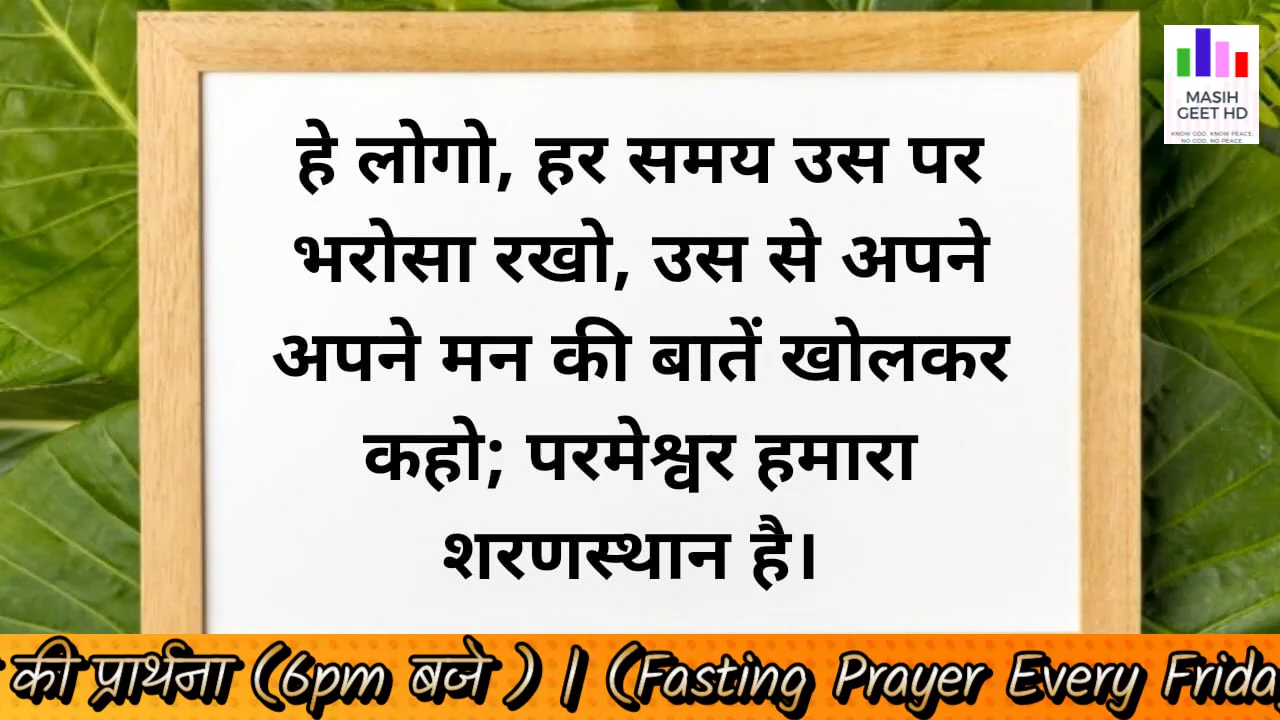 हे लोगो, हर समय उस पर
भरोसा रखो, उस से अपने
अपने मन की बातें खोलकर
कहो; परमेश्वर हमारा
शरणस्थान है।
MASIH
GEET HD
KNOW GOD. KNOW PEACE.
NO GOD. NO PEACE.
की प्रार्थना (6pm बजे ) | (Fasting Prayer Every Friday